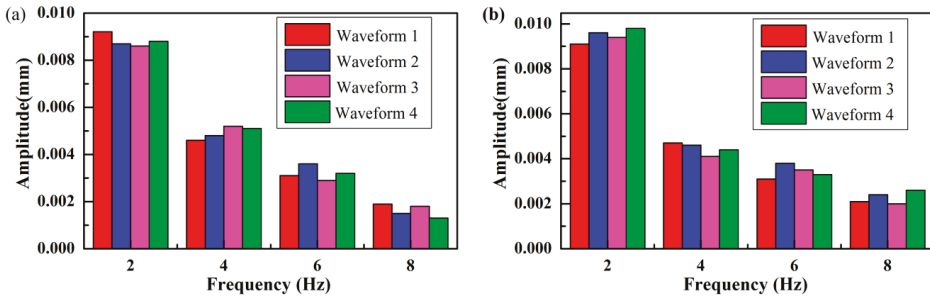 (a)
0.010
0.008
0.006
0.004
0.002
0.000
Amplitude(mm)
Waveform 1
Waveform 2
Waveform 3
Waveform 4
2 4 6 8
Frequency (Hz)
(b)
0.010
0.008
0.006
0.004
0.002
0.000
Amplitude(mm)
Waveform 1
Waveform 2
Waveform 3
Waveform 4
2 4 6 8
Frequency (Hz)